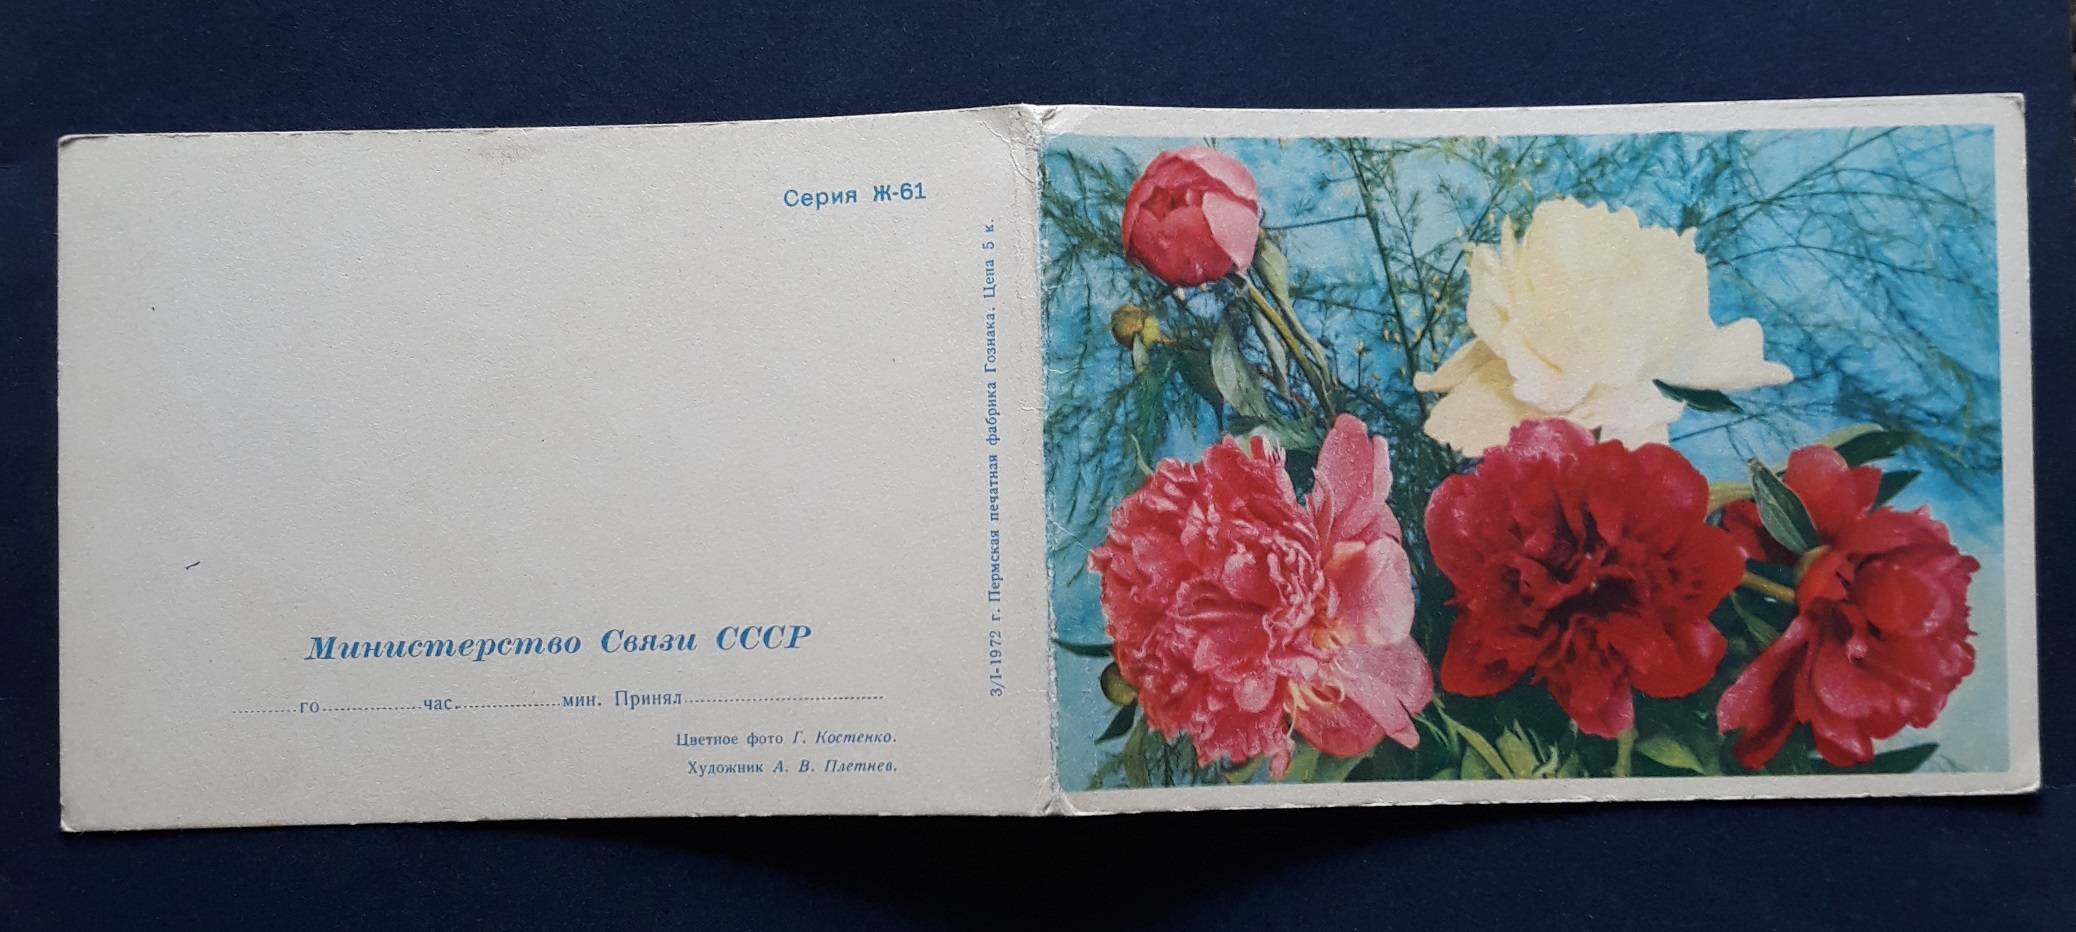 Серия Ж-61
3/I-1972 г. Пермская печатная фабрика Гознака. Цена 5 к.
Министерство Связи СССР
..........го..................час...................мин. Принял....................................
Цветное фото Г. Костенко.
Художник А. В. Плетнев.